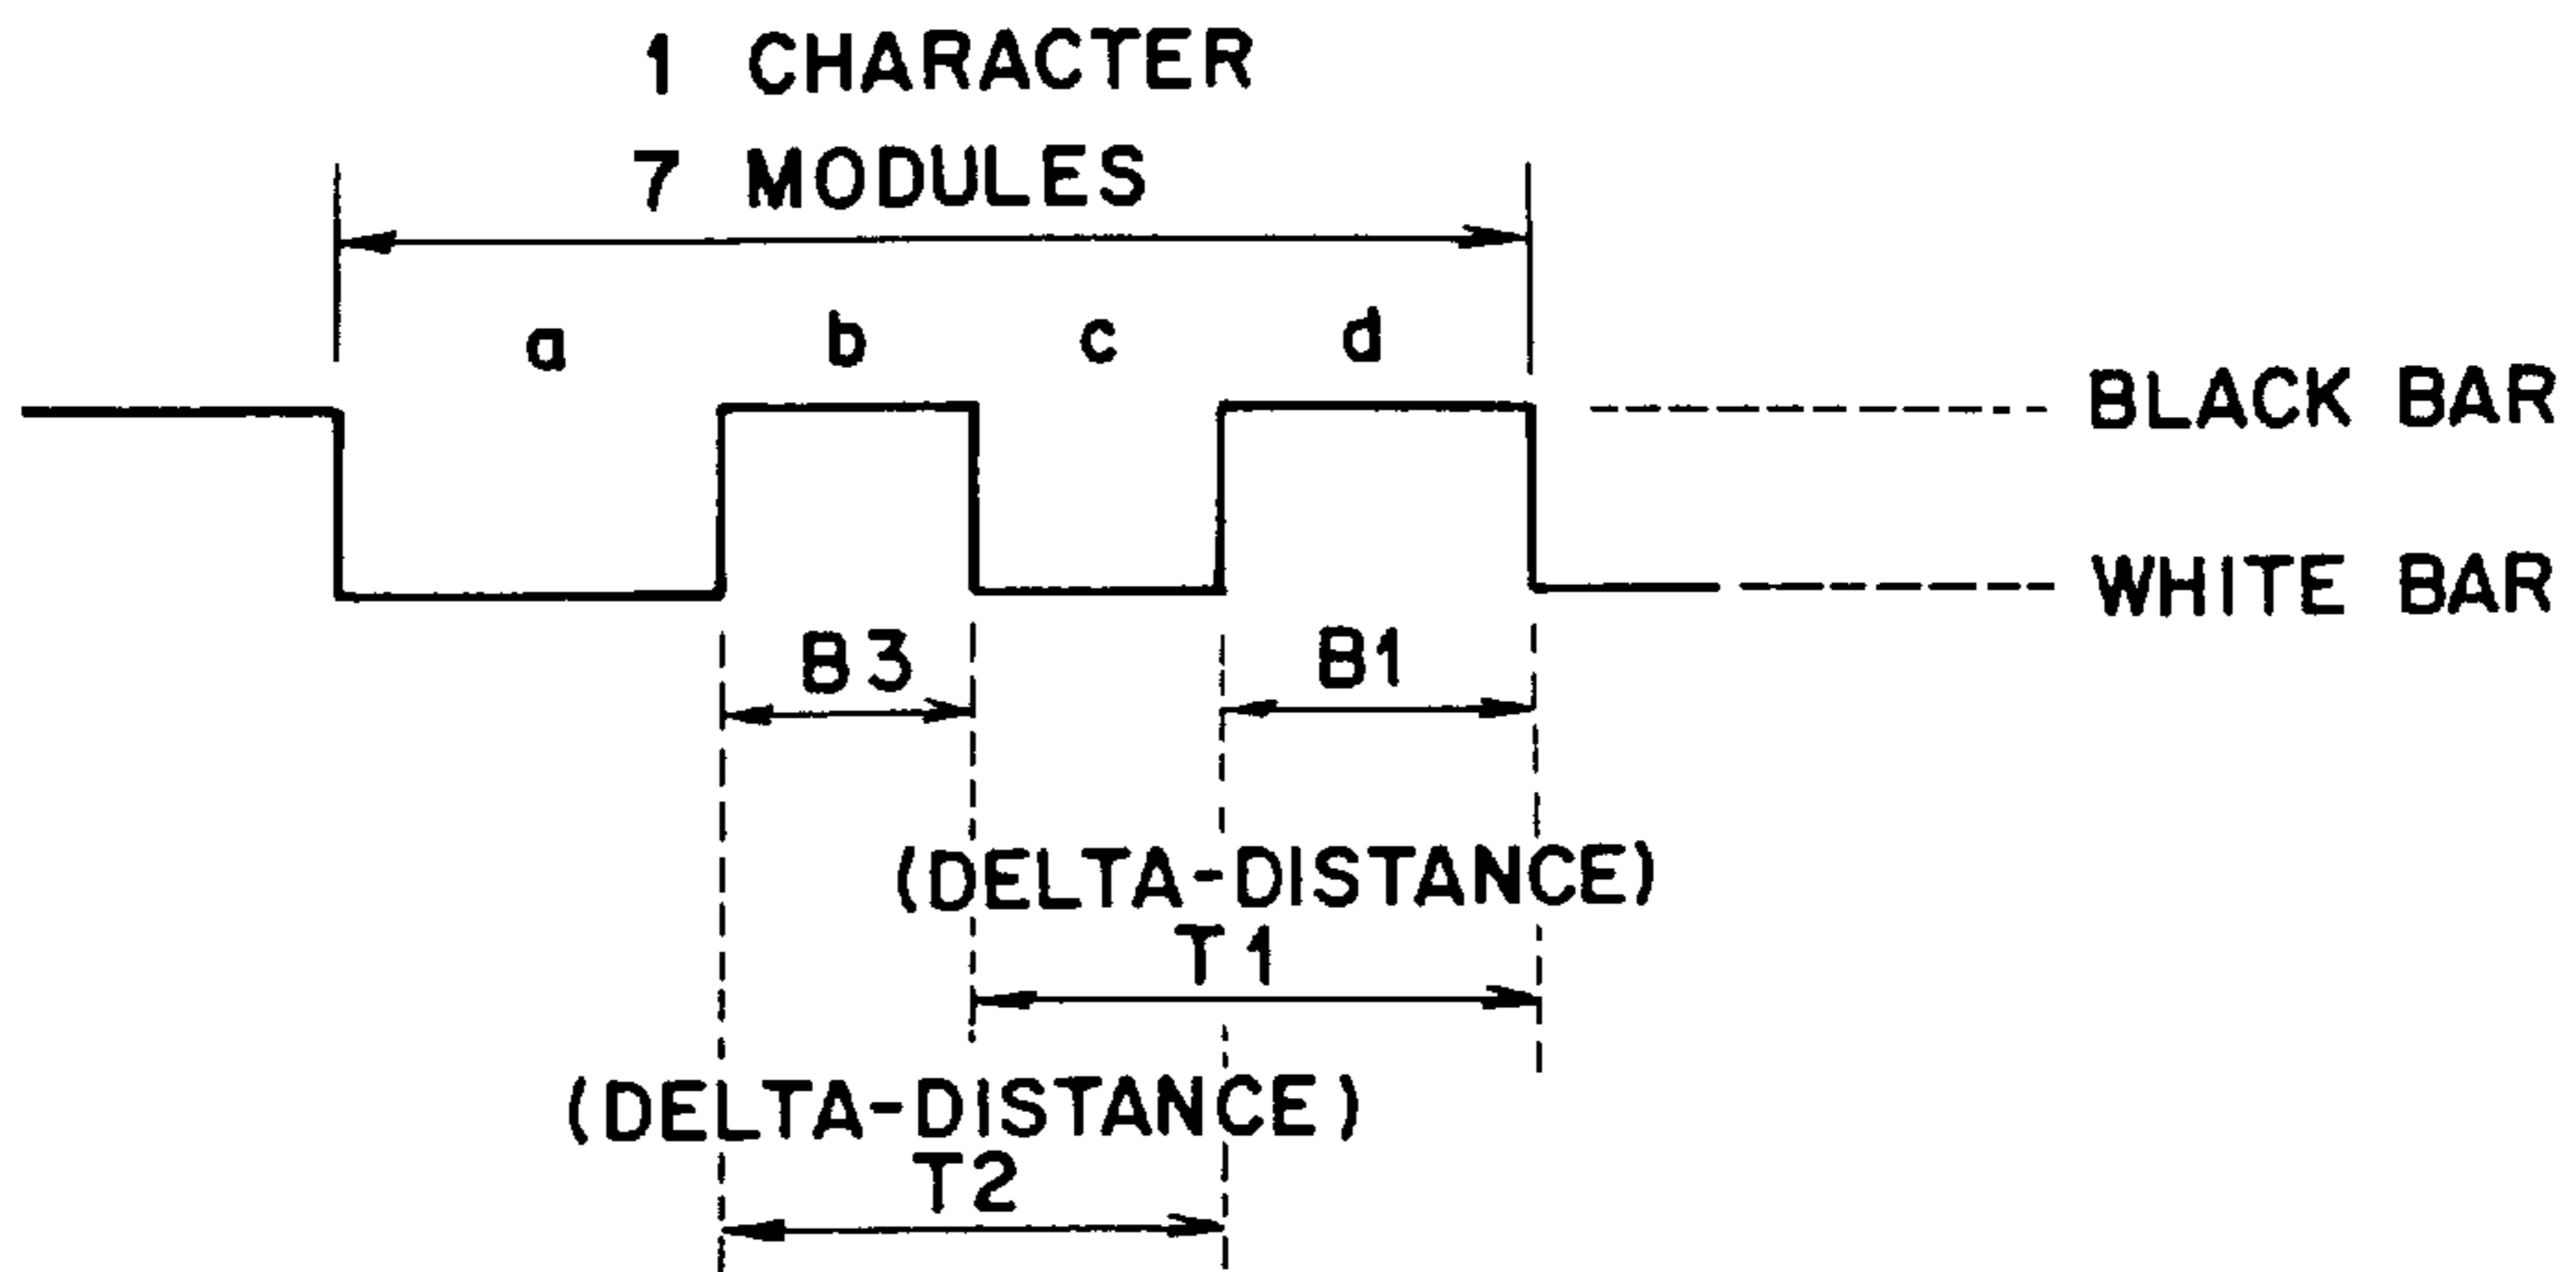 1 CHARACTER
7 MODULES
a b c d
BLACK BAR
WHITE BAR
B3 B1
(DELTA-DISTANCE)
T1
(DELTA-DISTANCE)
T2